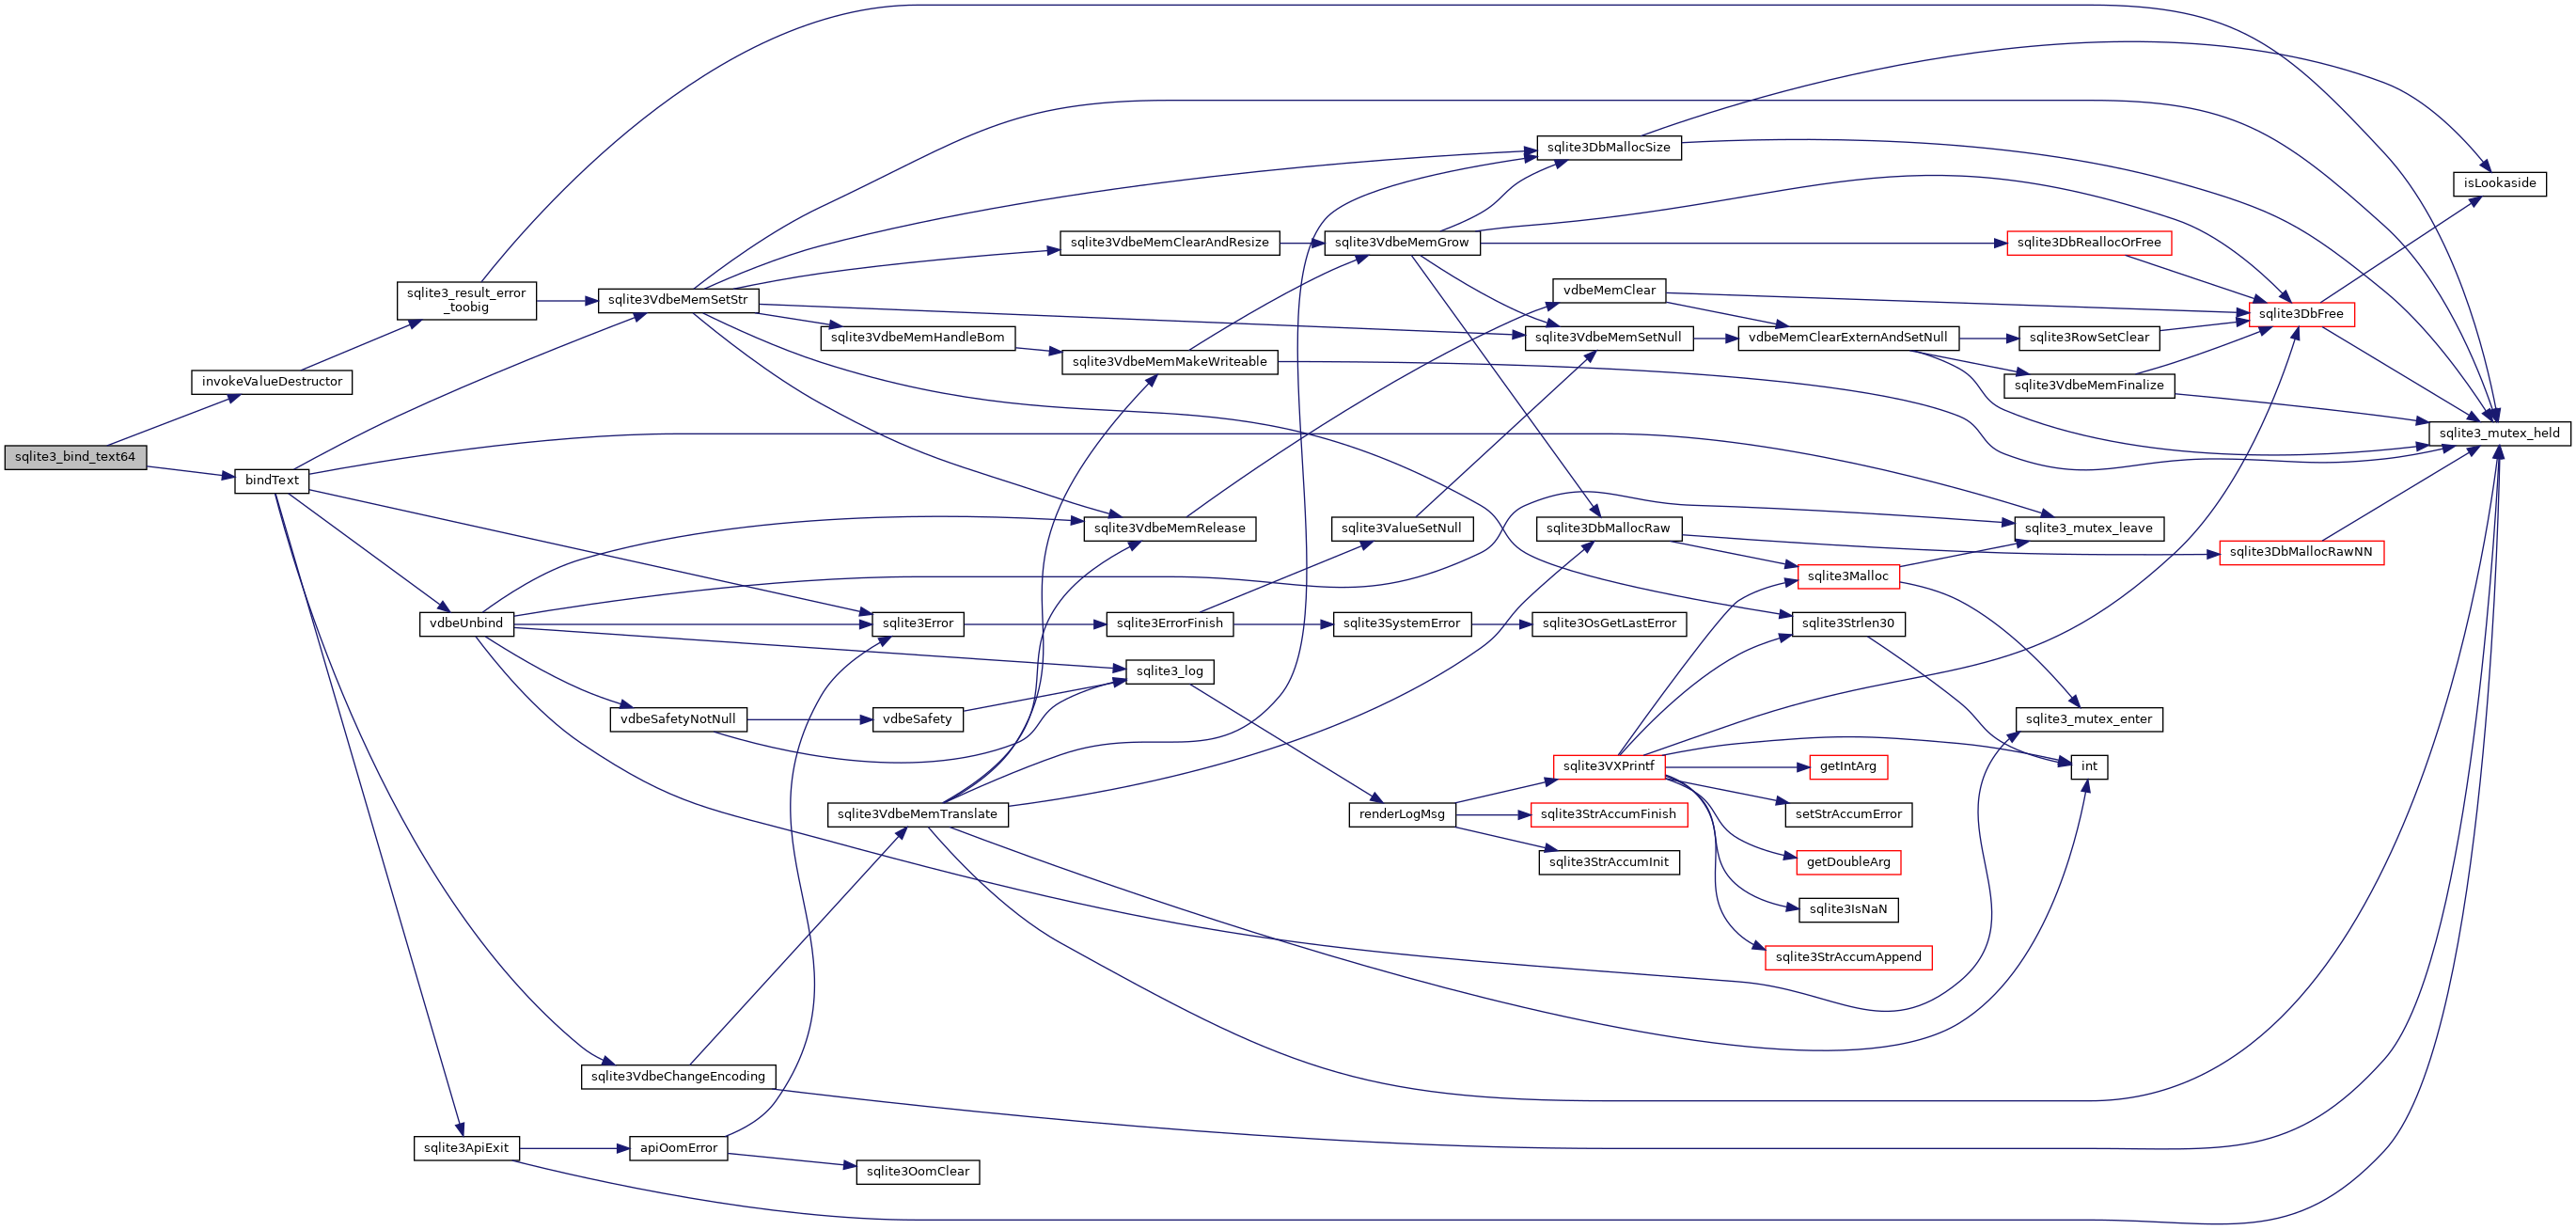 sqlite3_bind_text64
invokeValueDestructor
bindText
sqlite3_result_error
_toobig
vdbeUnbind
sqlite3ApiExit
sqlite3VdbeMemSetStr
vdbeSafetyNotNull
sqlite3VdbeChangeEncoding
apiOomError
sqlite3VdbeMemHandleBom
sqlite3Error
vdbeSafety
sqlite3VdbeMemTranslate
sqlite3OomClear
sqlite3VdbeMemClearAndResize
sqlite3VdbeMemMakeWriteable
sqlite3VdbeMemRelease
sqlite3ErrorFinish
sqlite3_log
sqlite3VdbeMemGrow
sqlite3ValueSetNull
sqlite3SystemError
renderLogMsg
sqlite3DbMallocSize
vdbeMemClear
sqlite3VdbeMemSetNull
sqlite3DbMallocRaw
sqlite3OsGetLastError
sqlite3VXPrintf
sqlite3StrAccumFinish
sqlite3StrAccumInit
vdbeMemClearExternAndSetNull
sqlite3Malloc
sqlite3Strlen30
getIntArg
setStrAccumError
getDoubleArg
sqlite3IsNaN
sqlite3StrAccumAppend
sqlite3DbReallocOrFree
sqlite3RowSetClear
sqlite3VdbeMemFinalize
sqlite3_mutex_leave
sqlite3_mutex_enter
int
sqlite3DbFree
sqlite3DbMallocRawNN
isLookaside
sqlite3_mutex_held